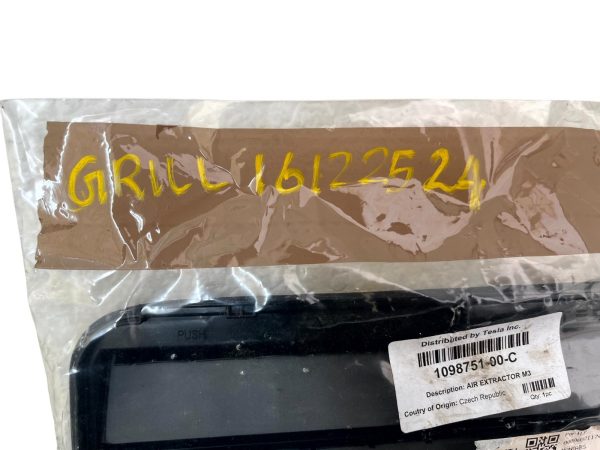 GRILL 16122524
PUSH
Distributed by Tesla Inc.
1098751-00-C
Description: AIR EXTRACTOR M3
Coutry of Origin: Czech Republic
Qty. 1pc